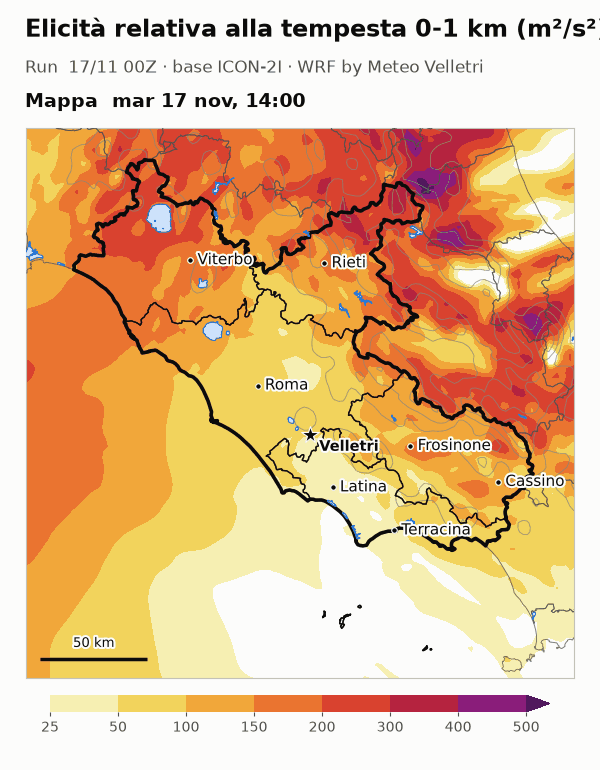 Elicità relativa alla tempesta 0-1 km (m²/s²)
Run  17/11 00Z · base ICON-2I · WRF by Meteo Velletri
Mappa  mar 17 nov, 14:00
Viterbo
Rieti
Roma
Velletri
Frosinone
Latina
Cassino
Terracina
50 km
25 50 100 150 200 300 400 500